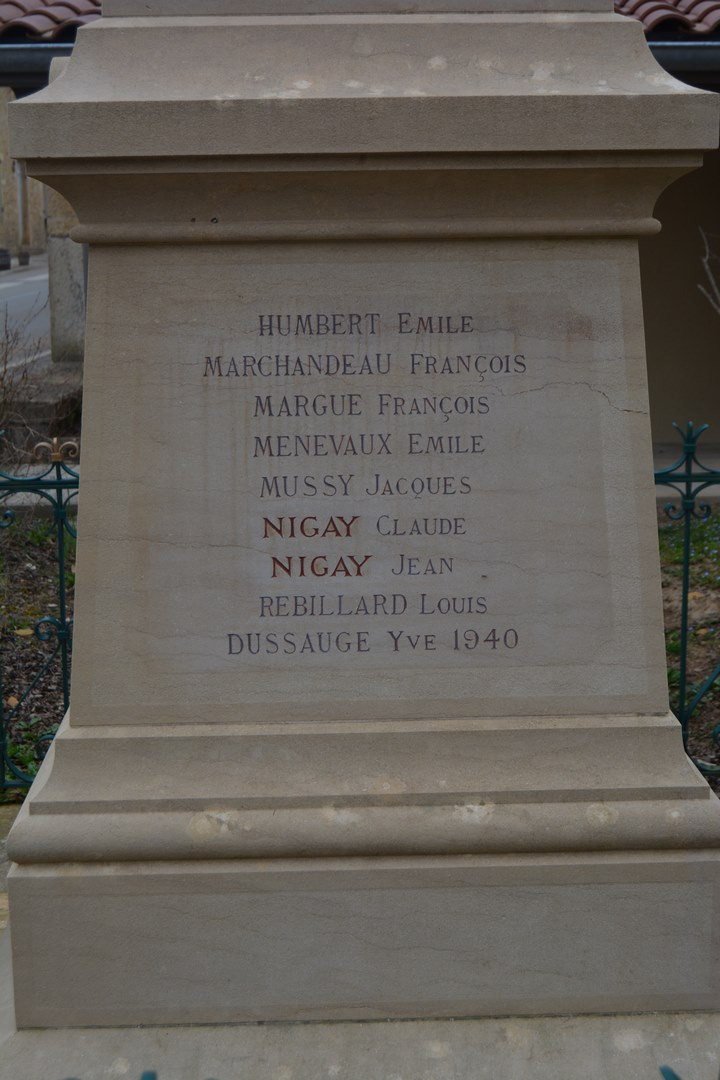 HUMBERT EMILE
MARCHANDEAU FRANÇOIS
MARGUE FRANÇOIS
MENEVAUX EMILE
MUSSY JACQUES
NIGAY CLAUDE
NIGAY JEAN
REBILLARD LOUIS
DUSSAUGE YVE 1940